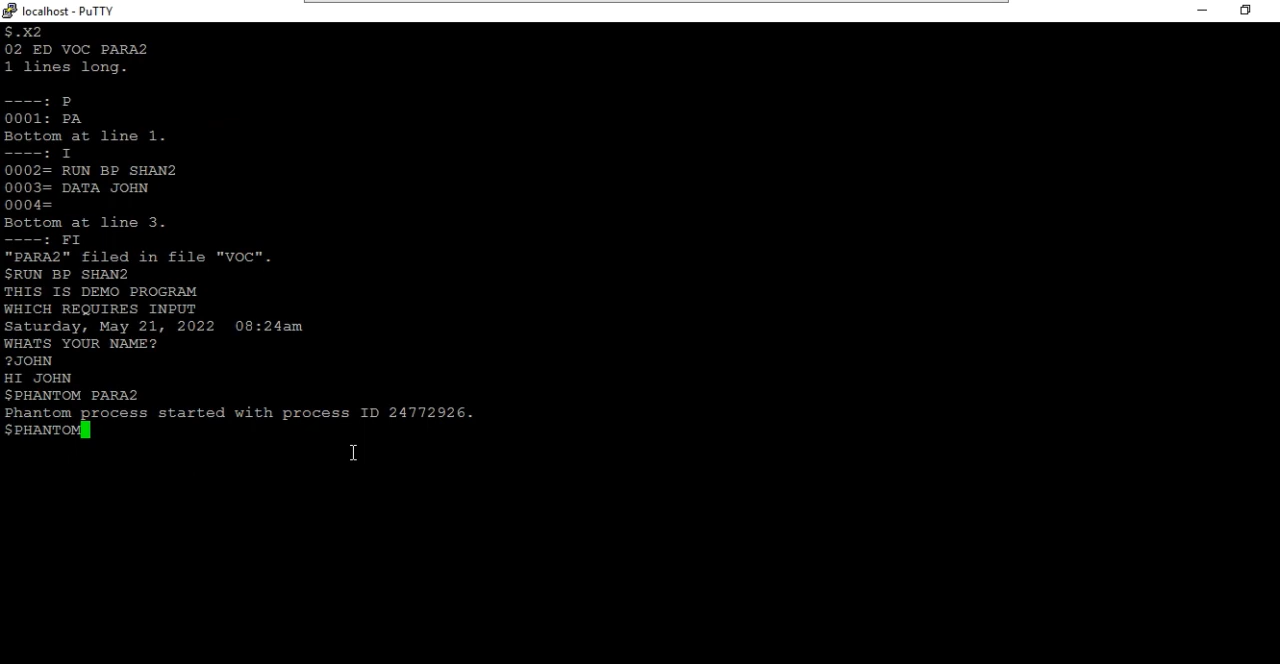 localhost - PuTTY
$.X2
02 ED VOC PARA2
1 lines long.
----: P
0001: PA
Bottom at line 1.
----: I
0002= RUN BP SHAN2
0003= DATA JOHN
0004=
Bottom at line 3.
----: FI
"PARA2" filed in file "VOC".
$RUN BP SHAN2
THIS IS DEMO PROGRAM
WHICH REQUIRES INPUT
Saturday, May 21, 2022  08:24am
WHATS YOUR NAME?
?JOHN
HI JOHN
$PHANTOM PARA2
Phantom process started with process ID 24772926.
$PHANTOM